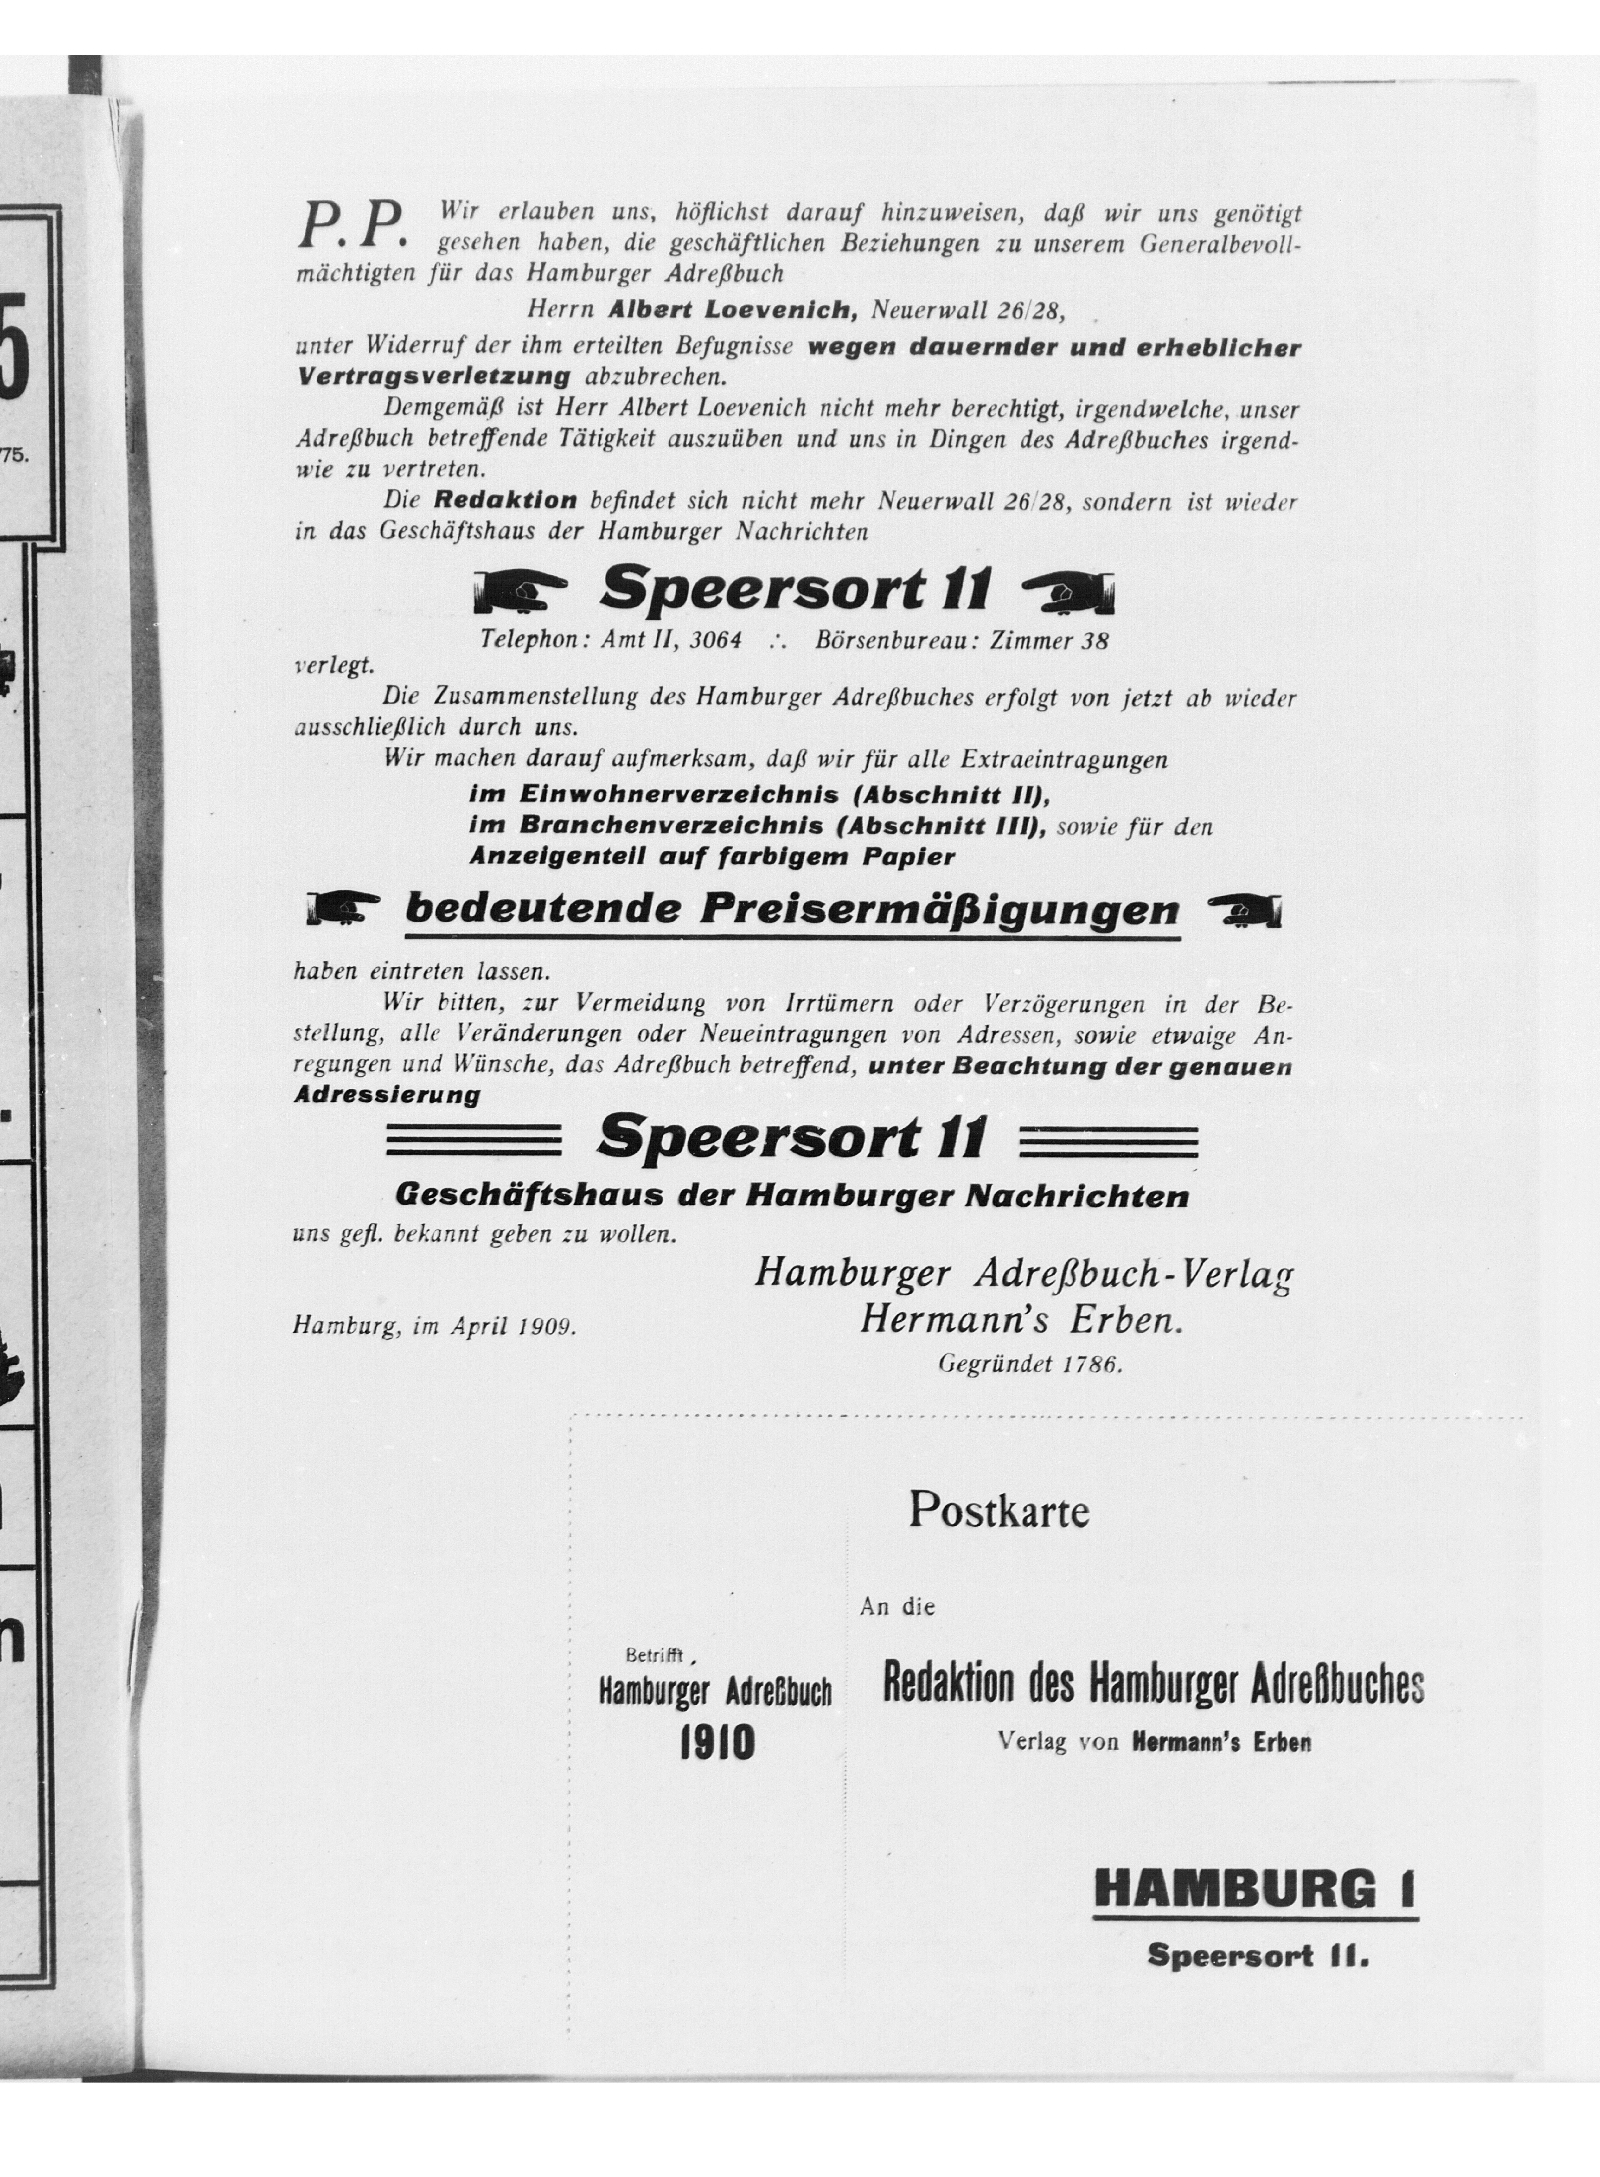 P. P. Wir erlauben uns, höflichst darauf hinzuweisen, daß wir uns genötigt
gesehen haben, die geschäftlichen Beziehungen zu unserem Generalbevoll-
mächtigten für das Hamburger Adreßbuch
Herrn Albert Loevenich, Neuerwall 26/28,
unter Widerruf der ihm erteilten Befugnisse wegen dauernder und erheblicher
Vertragsverletzung abzubrechen.
Demgemäß ist Herr Albert Loevenich nicht mehr berechtigt, irgendwelche, unser
Adreßbuch betreffende Tätigkeit auszuüben und uns in Dingen des Adreßbuches irgend-
wie zu vertreten.
Die Redaktion befindet sich nicht mehr Neuerwall 26/28, sondern ist wieder
in das Geschäftshaus der Hamburger Nachrichten
Speersort 11
Telephon: Amt II, 3064 ∴ Börsenbureau: Zimmer 38
verlegt.
Die Zusammenstellung des Hamburger Adreßbuches erfolgt von jetzt ab wieder
ausschließlich durch uns.
Wir machen darauf aufmerksam, daß wir für alle Extraeintragungen
im Einwohnerverzeichnis (Abschnitt II),
im Branchenverzeichnis (Abschnitt III), sowie für den
Anzeigenteil auf farbigem Papier
bedeutende Preisermäßigungen
haben eintreten lassen.
Wir bitten, zur Vermeidung von Irrtümern oder Verzögerungen in der Be-
stellung, alle Veränderungen oder Neueintragungen von Adressen, sowie etwaige An-
regungen und Wünsche, das Adreßbuch betreffend, unter Beachtung der genauen
Adressierung
Speersort 11
Geschäftshaus der Hamburger Nachrichten
uns gefl. bekannt geben zu wollen.
Hamburger Adreßbuch-Verlag
Hermann's Erben.
Hamburg, im April 1909.
Gegründet 1786.
Postkarte
An die
Betrifft
Hamburger Adreßbuch
1910
Redaktion des Hamburger Adreßbuches
Verlag von Hermann's Erben
HAMBURG 1
Speersort 11.
5
75.
n